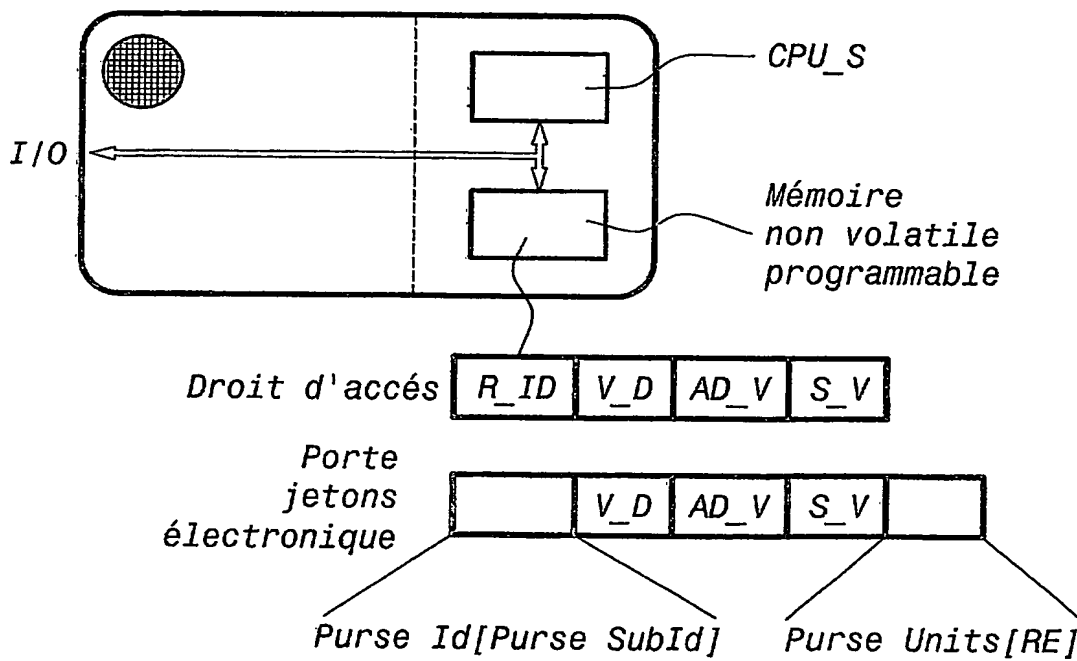 CPU_S
I/O
Mémoire
non volatile
programmable
Droit d'accés
R_ID
V_D
AD_V
S_V
Porte
jetons
électronique
V_D
AD_V
S_V
Purse Id[Purse SubId]
Purse Units[RE]